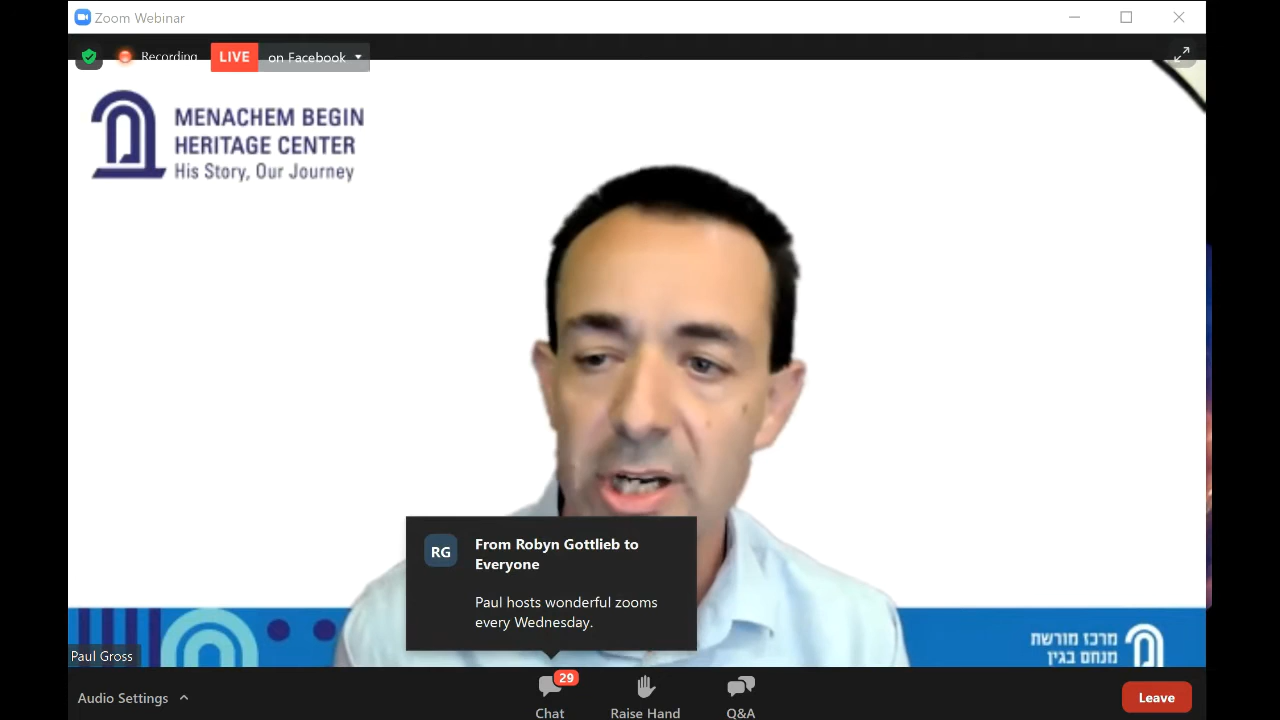 Zoom Webinar
Recording
LIVE on Facebook
MENACHEM BEGIN
HERITAGE CENTER
His Story, Our Journey
RG
From Robyn Gottlieb to
Everyone
Paul hosts wonderful zooms
every Wednesday.
מרכז מורשת
מנחם בגין
Paul Gross
Audio Settings
29
Chat
Raise Hand
Q&A
Leave